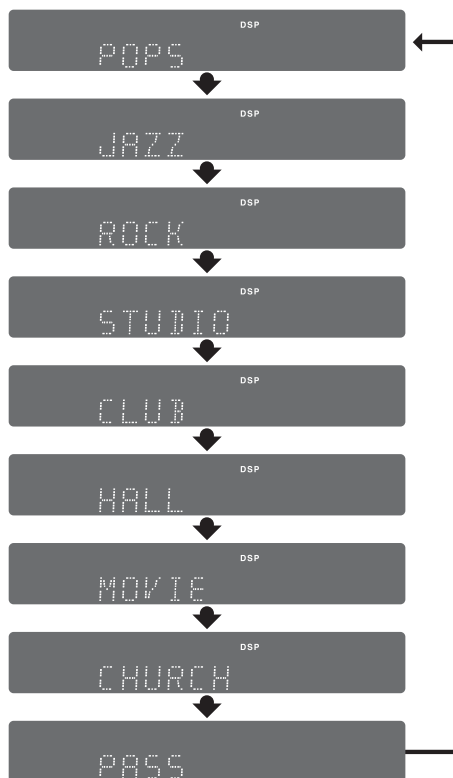 DSP
POPS
DSP
JAZZ
DSP
ROCK
DSP
STUDIO
DSP
CLUB
DSP
HALL
DSP
MOVIE
DSP
CHURCH
PASS